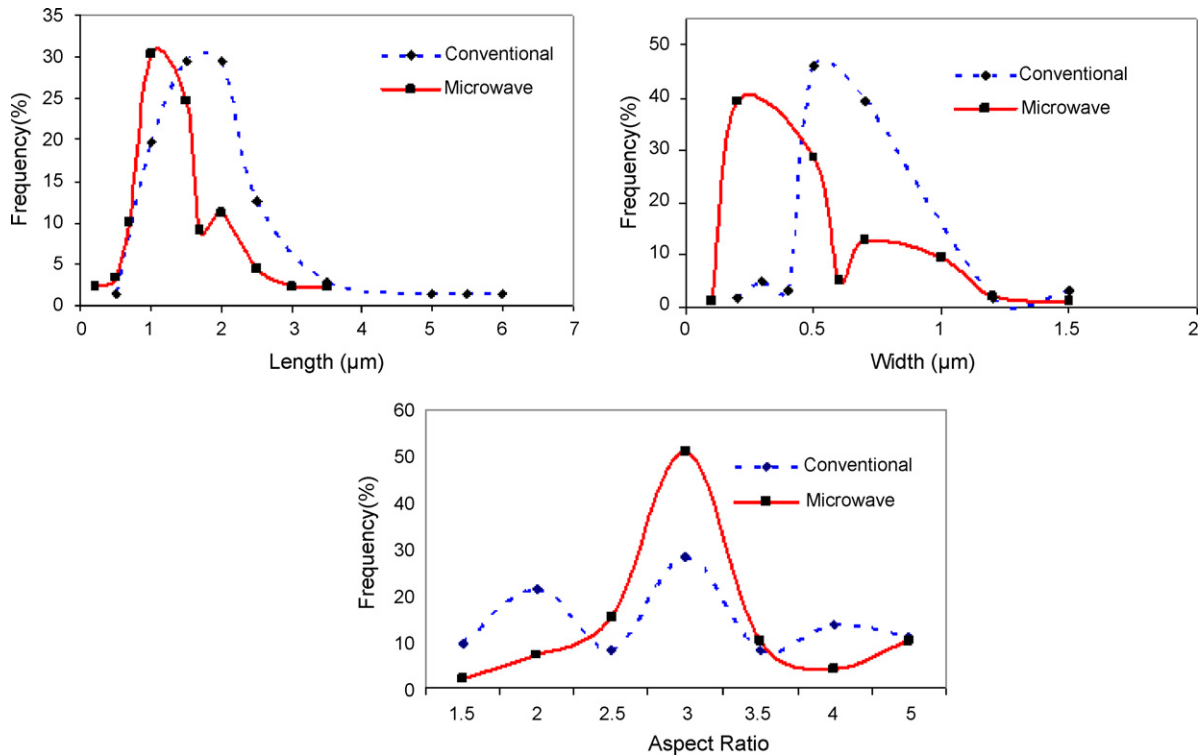 35
30
25
20
15
10
5
0
Frequency(%)
Conventional
Microwave
0 1 2 3 4 5 6 7
Length (µm)
50
40
30
20
10
0
Frequency(%)
Conventional
Microwave
0 0.5 1 1.5 2
Width (µm)
60
50
40
30
20
10
0
Frequency(%)
Conventional
Microwave
1.5 2 2.5 3 3.5 4 5
Aspect Ratio